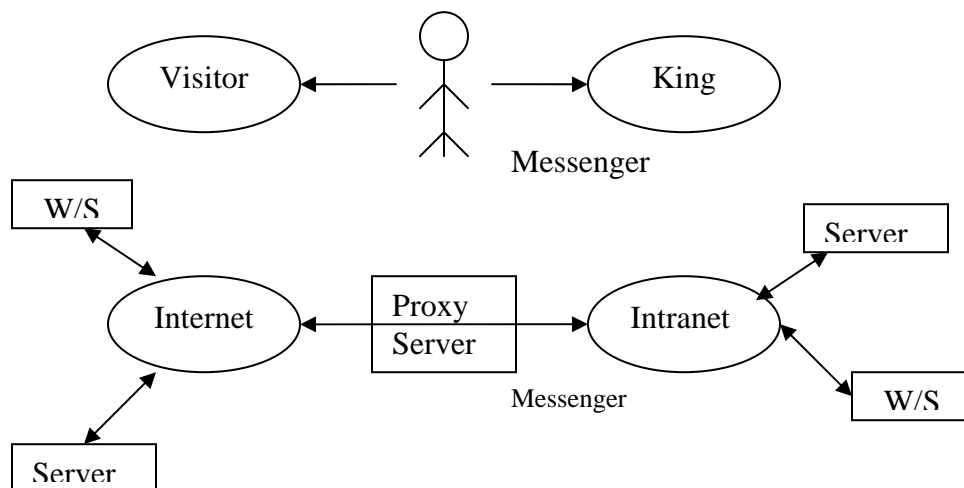 Visitor
King
Messenger
W/S
Server
Internet
Proxy
Server
Intranet
Messenger
W/S
Server